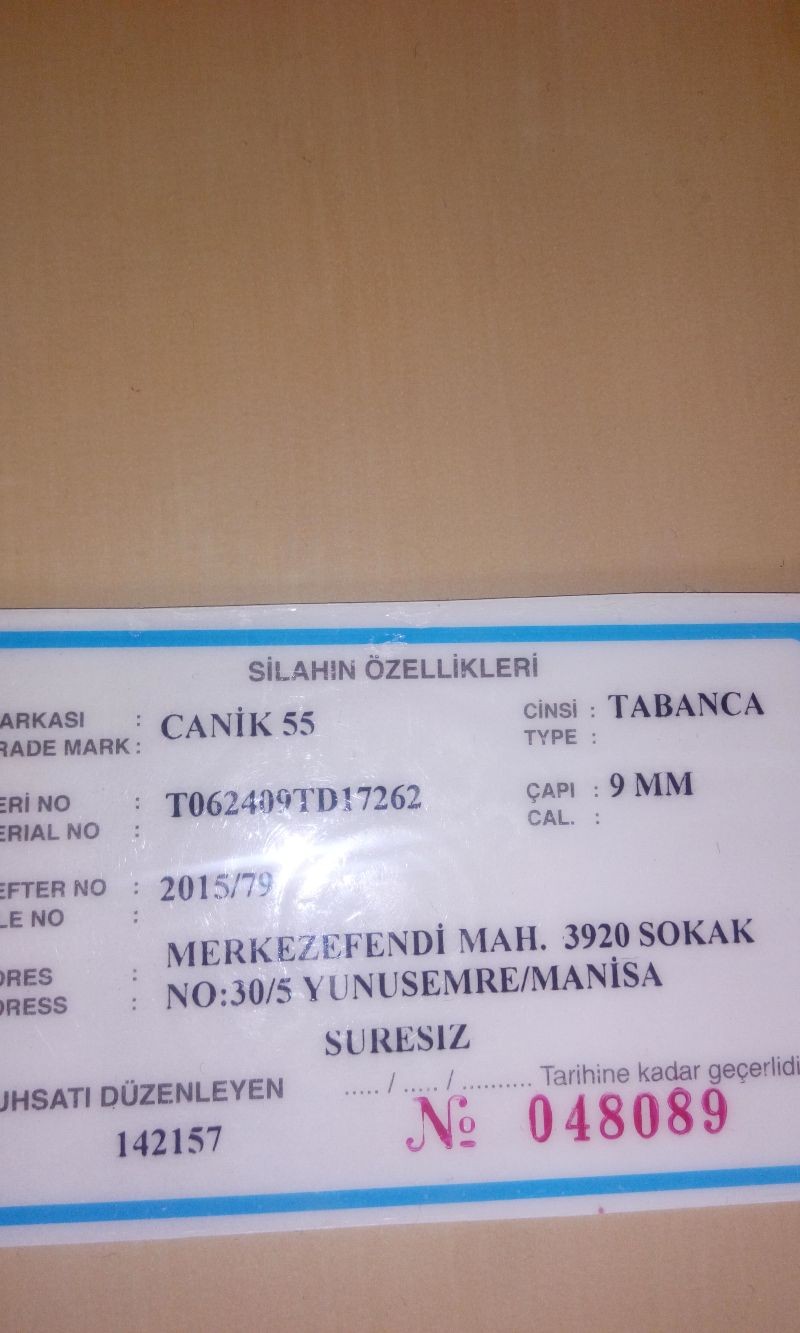 SİLAHIN ÖZELLİKLERİ
ARKASI : CANİK 55 CİNSİ : TABANCA
RADE MARK : TYPE :
ERİ NO : T062409TD17262 ÇAPI : 9 MM
ERIAL NO : CAL. :
EFTER NO : 2015/79
LE NO :
MERKEZEFENDİ MAH. 3920 SOKAK
DRES :
NO:30/5 YUNUSEMRE/MANİSA
DRESS :
SURESIZ
UHSATI DÜZENLEYEN ..... / ..... / .......... Tarihine kadar geçerlidi
142157 № 048089